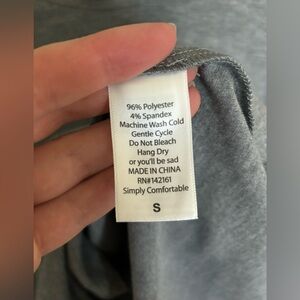 96% Polyester
4% Spandex
Machine Wash Cold
Gentle Cycle
Do Not Bleach
Hang Dry
or you'll be sad
MADE IN CHINA
RN#142161
Simply Comfortable
S